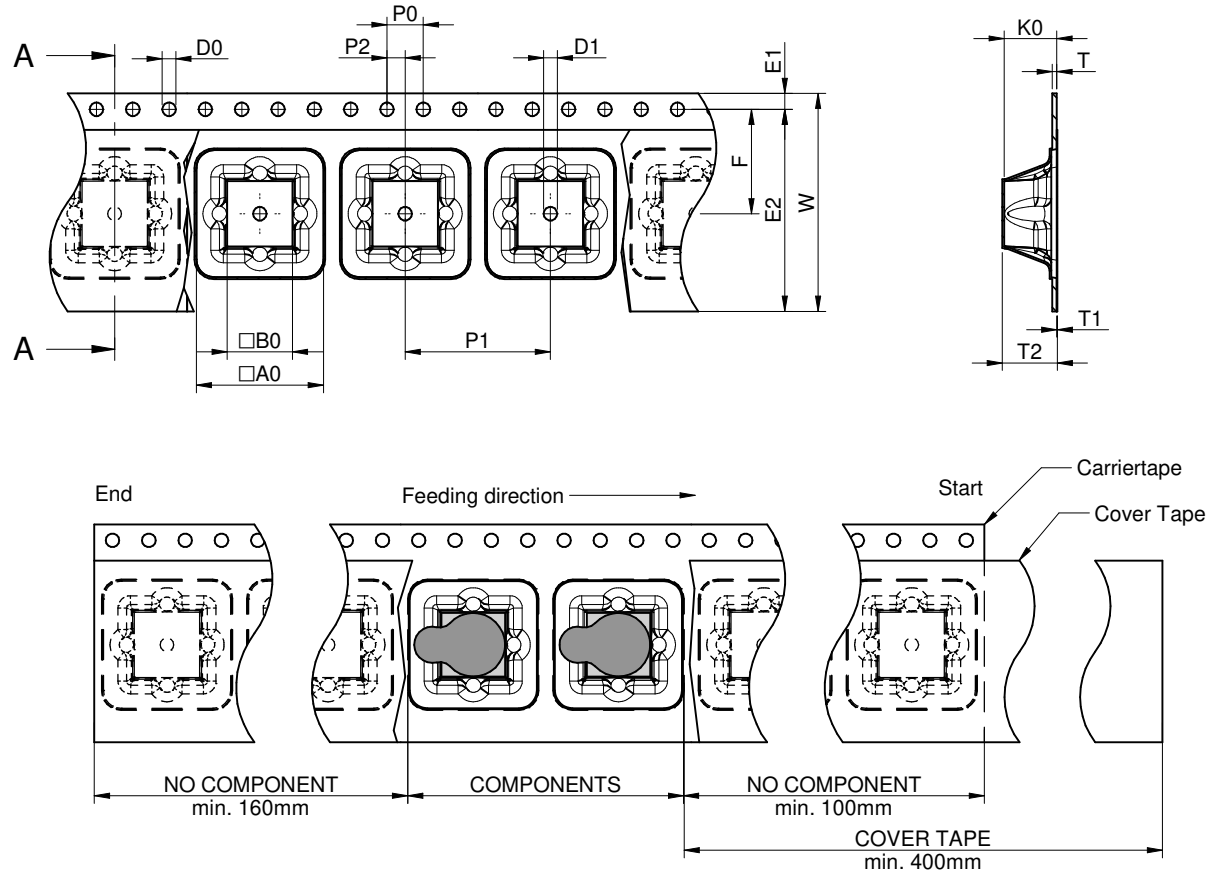 P0
K0
A
D0
P2
D1
E1
T
F
E2
W
A
□B0
P1
T1
□A0
T2
Carriertape
End
Feeding direction
Start
Cover Tape
NO COMPONENT
min. 160mm
COMPONENTS
NO COMPONENT
min. 100mm
COVER TAPE
min. 400mm